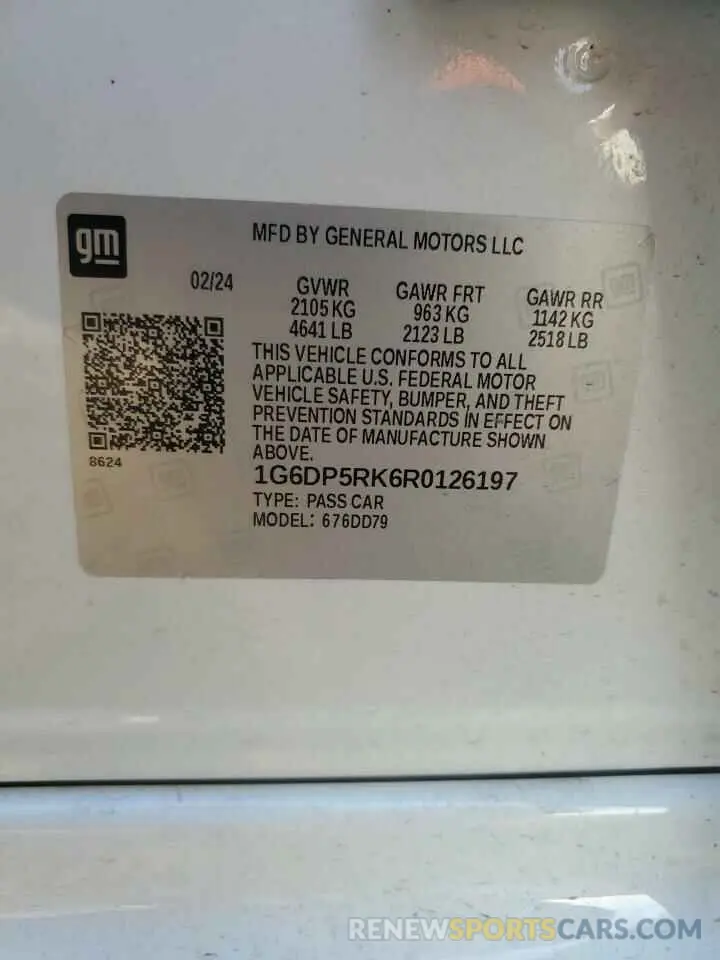 gm
MFD BY GENERAL MOTORS LLC
02/24
GVWR
2105 KG
4641 LB
GAWR FRT
963 KG
2123 LB
GAWR RR
1142 KG
2518 LB
THIS VEHICLE CONFORMS TO ALL
APPLICABLE U.S. FEDERAL MOTOR
VEHICLE SAFETY, BUMPER, AND THEFT
PREVENTION STANDARDS IN EFFECT ON
THE DATE OF MANUFACTURE SHOWN
ABOVE.
8624
1G6DP5RK6R0126197
TYPE: PASS CAR
MODEL: 676DD79
RENEWSPORTSCARS.COM